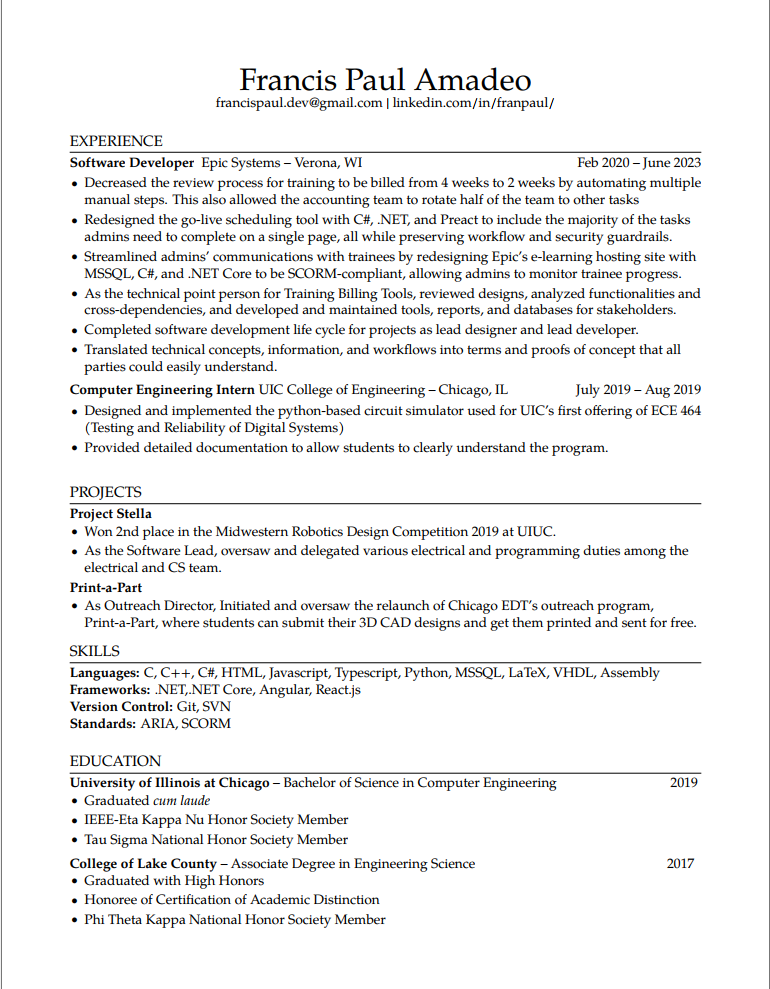 Francis Paul Amadeo
francispaul.dev@gmail.com | linkedin.com/in/franpaul/
EXPERIENCE
Software Developer Epic Systems – Verona, WI Feb 2020 – June 2023
• Decreased the review process for training to be billed from 4 weeks to 2 weeks by automating multiple
manual steps. This also allowed the accounting team to rotate half of the team to other tasks
• Redesigned the go-live scheduling tool with C#, .NET, and Preact to include the majority of the tasks
admins need to complete on a single page, all while preserving workflow and security guardrails.
• Streamlined admins’ communications with trainees by redesigning Epic’s e-learning hosting site with
MSSQL, C#, and .NET Core to be SCORM-compliant, allowing admins to monitor trainee progress.
• As the technical point person for Training Billing Tools, reviewed designs, analyzed functionalities and
cross-dependencies, and developed and maintained tools, reports, and databases for stakeholders.
• Completed software development life cycle for projects as lead designer and lead developer.
• Translated technical concepts, information, and workflows into terms and proofs of concept that all
parties could easily understand.
Computer Engineering Intern UIC College of Engineering – Chicago, IL July 2019 – Aug 2019
• Designed and implemented the python-based circuit simulator used for UIC’s first offering of ECE 464
(Testing and Reliability of Digital Systems)
• Provided detailed documentation to allow students to clearly understand the program.
PROJECTS
Project Stella
• Won 2nd place in the Midwestern Robotics Design Competition 2019 at UIUC.
• As the Software Lead, oversaw and delegated various electrical and programming duties among the
electrical and CS team.
Print-a-Part
• As Outreach Director, Initiated and oversaw the relaunch of Chicago EDT’s outreach program,
Print-a-Part, where students can submit their 3D CAD designs and get them printed and sent for free.
SKILLS
Languages: C, C++, C#, HTML, Javascript, Typescript, Python, MSSQL, LaTeX, VHDL, Assembly
Frameworks: .NET,.NET Core, Angular, React.js
Version Control: Git, SVN
Standards: ARIA, SCORM
EDUCATION
University of Illinois at Chicago – Bachelor of Science in Computer Engineering 2019
• Graduated cum laude
• IEEE-Eta Kappa Nu Honor Society Member
• Tau Sigma National Honor Society Member
College of Lake County – Associate Degree in Engineering Science 2017
• Graduated with High Honors
• Honoree of Certification of Academic Distinction
• Phi Theta Kappa National Honor Society Member